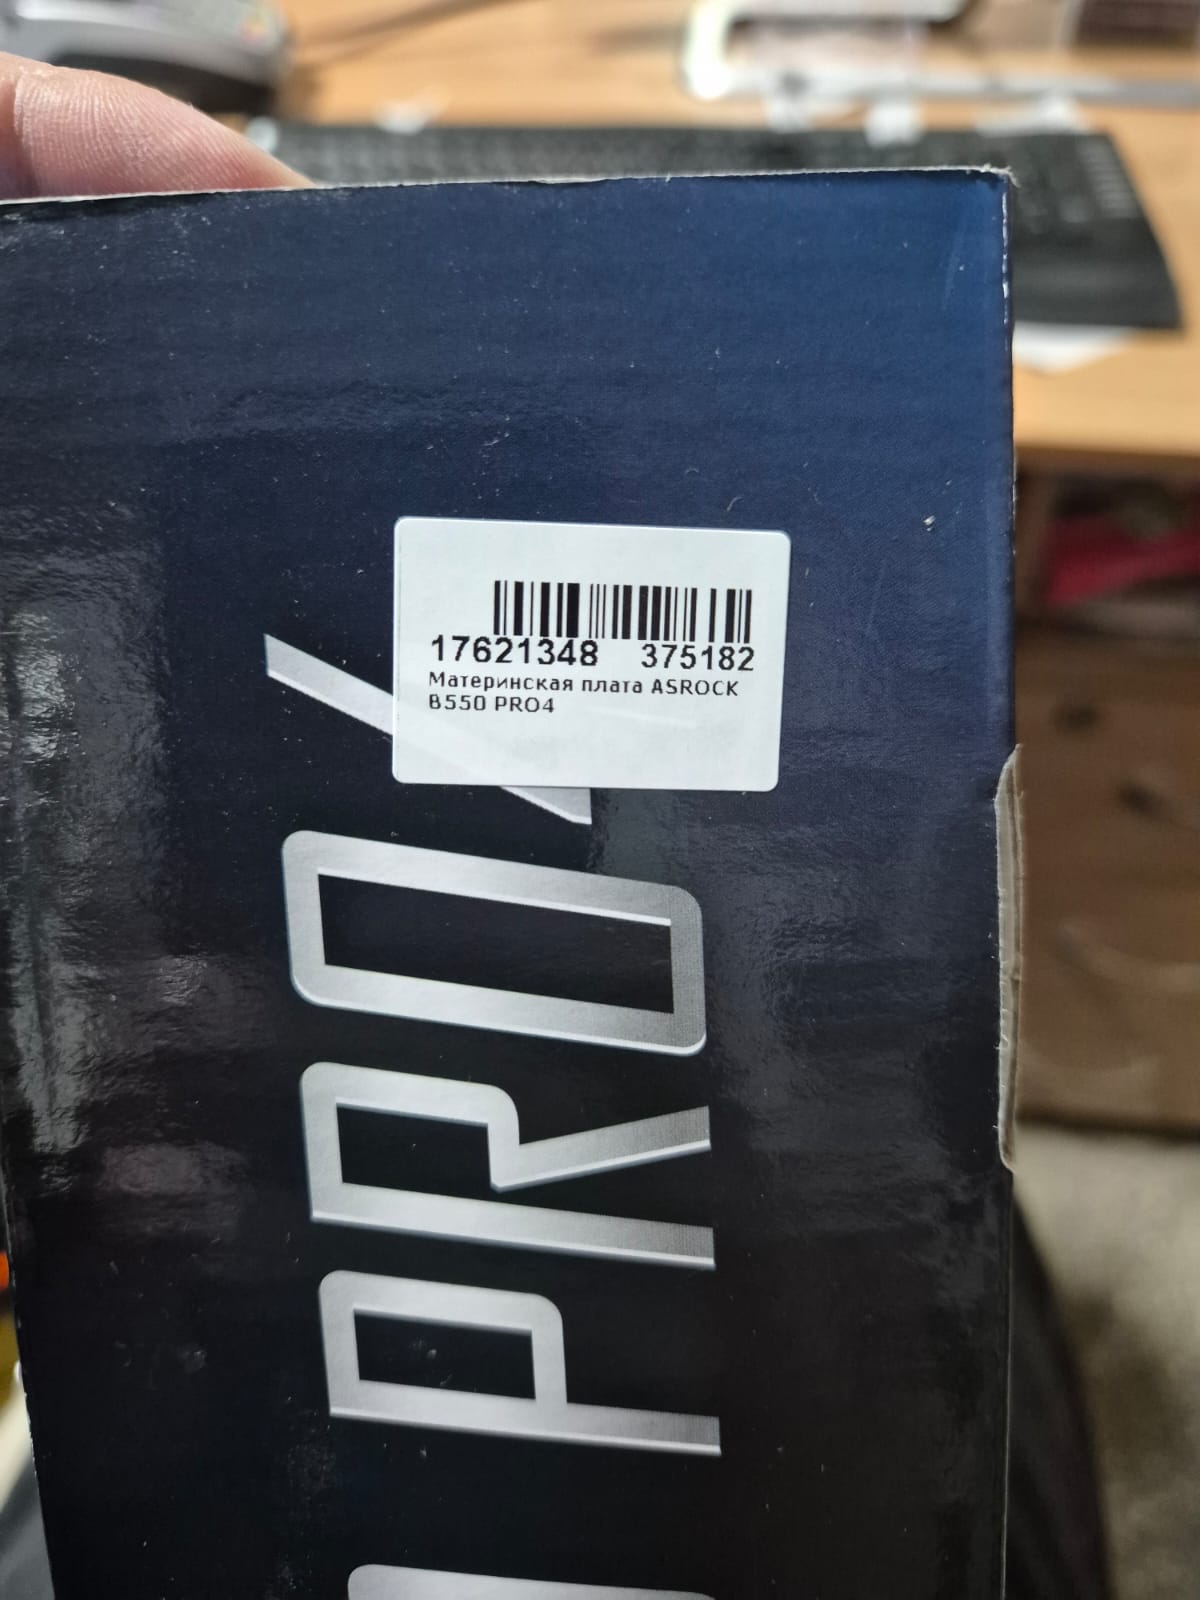 17621348 375182
Материнская плата ASROCK
B550 PRO4
PRO4